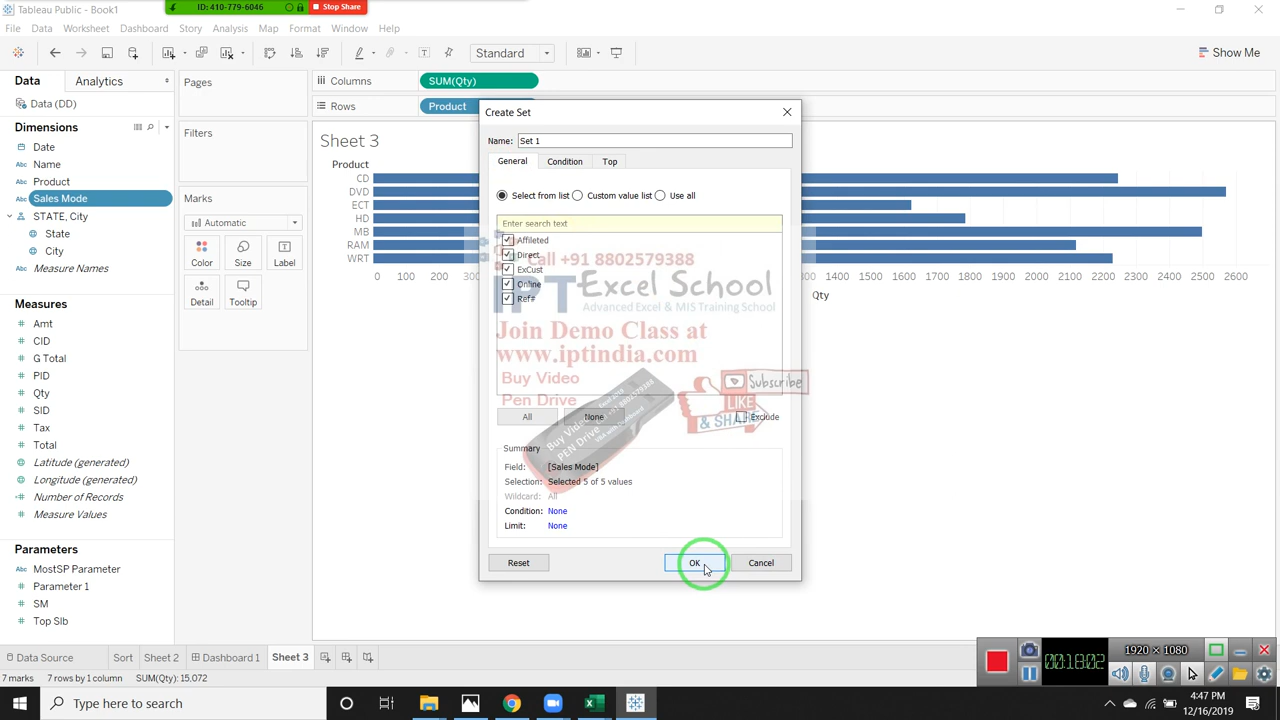 Tableau Public - Book1
ID: 410-779-6046
Stop Share
File Data Worksheet Dashboard Story Analysis Map Format Window Help
Standard
Show Me
Data
Analytics
Pages
Columns
SUM(Qty)
Rows
Product
Data (DD)
Dimensions
Date
Name
Product
Sales Mode
STATE, City
State
City
Measure Names
Measures
Amt
CID
G Total
PID
Qty
SID
Tax
Total
Latitude (generated)
Longitude (generated)
Number of Records
Measure Values
Parameters
MostSP Parameter
Parameter 1
SM
Top Slb
Filters
Marks
Automatic
Color
Size
Label
Detail
Tooltip
Sheet 3
Product
CD
DVD
ECT
HD
MB
RAM
WRT
0 100 200 300 400 1400 1500 1600 1700 1800 1900 2000 2100 2200 2300 2400 2500 2600
Qty
Create Set
Name: Set 1
General
Condition
Top
Select from list
Custom value list
Use all
Enter search text
Affileted
Direct
ExCust
Online
Ref#
Call +91 8802579388
IPT Excel School
Advanced Excel & MIS Training School
Join Demo Class at
www.iptindia.com
Buy Video
Pen Drive
Subscribe
LIKE
& SHARE
All
None
Exclude
Summary
Field: [Sales Mode]
Selection: Selected 5 of 5 values
Wildcard: All
Condition: None
Limit: None
Reset
OK
Cancel
Data Source
Sort
Sheet 2
Dashboard 1
Sheet 3
7 marks
7 rows by 1 column
SUM(Qty): 15,072
1920 × 1080
00:18:02
Type here to search
4:47 PM
12/16/2019